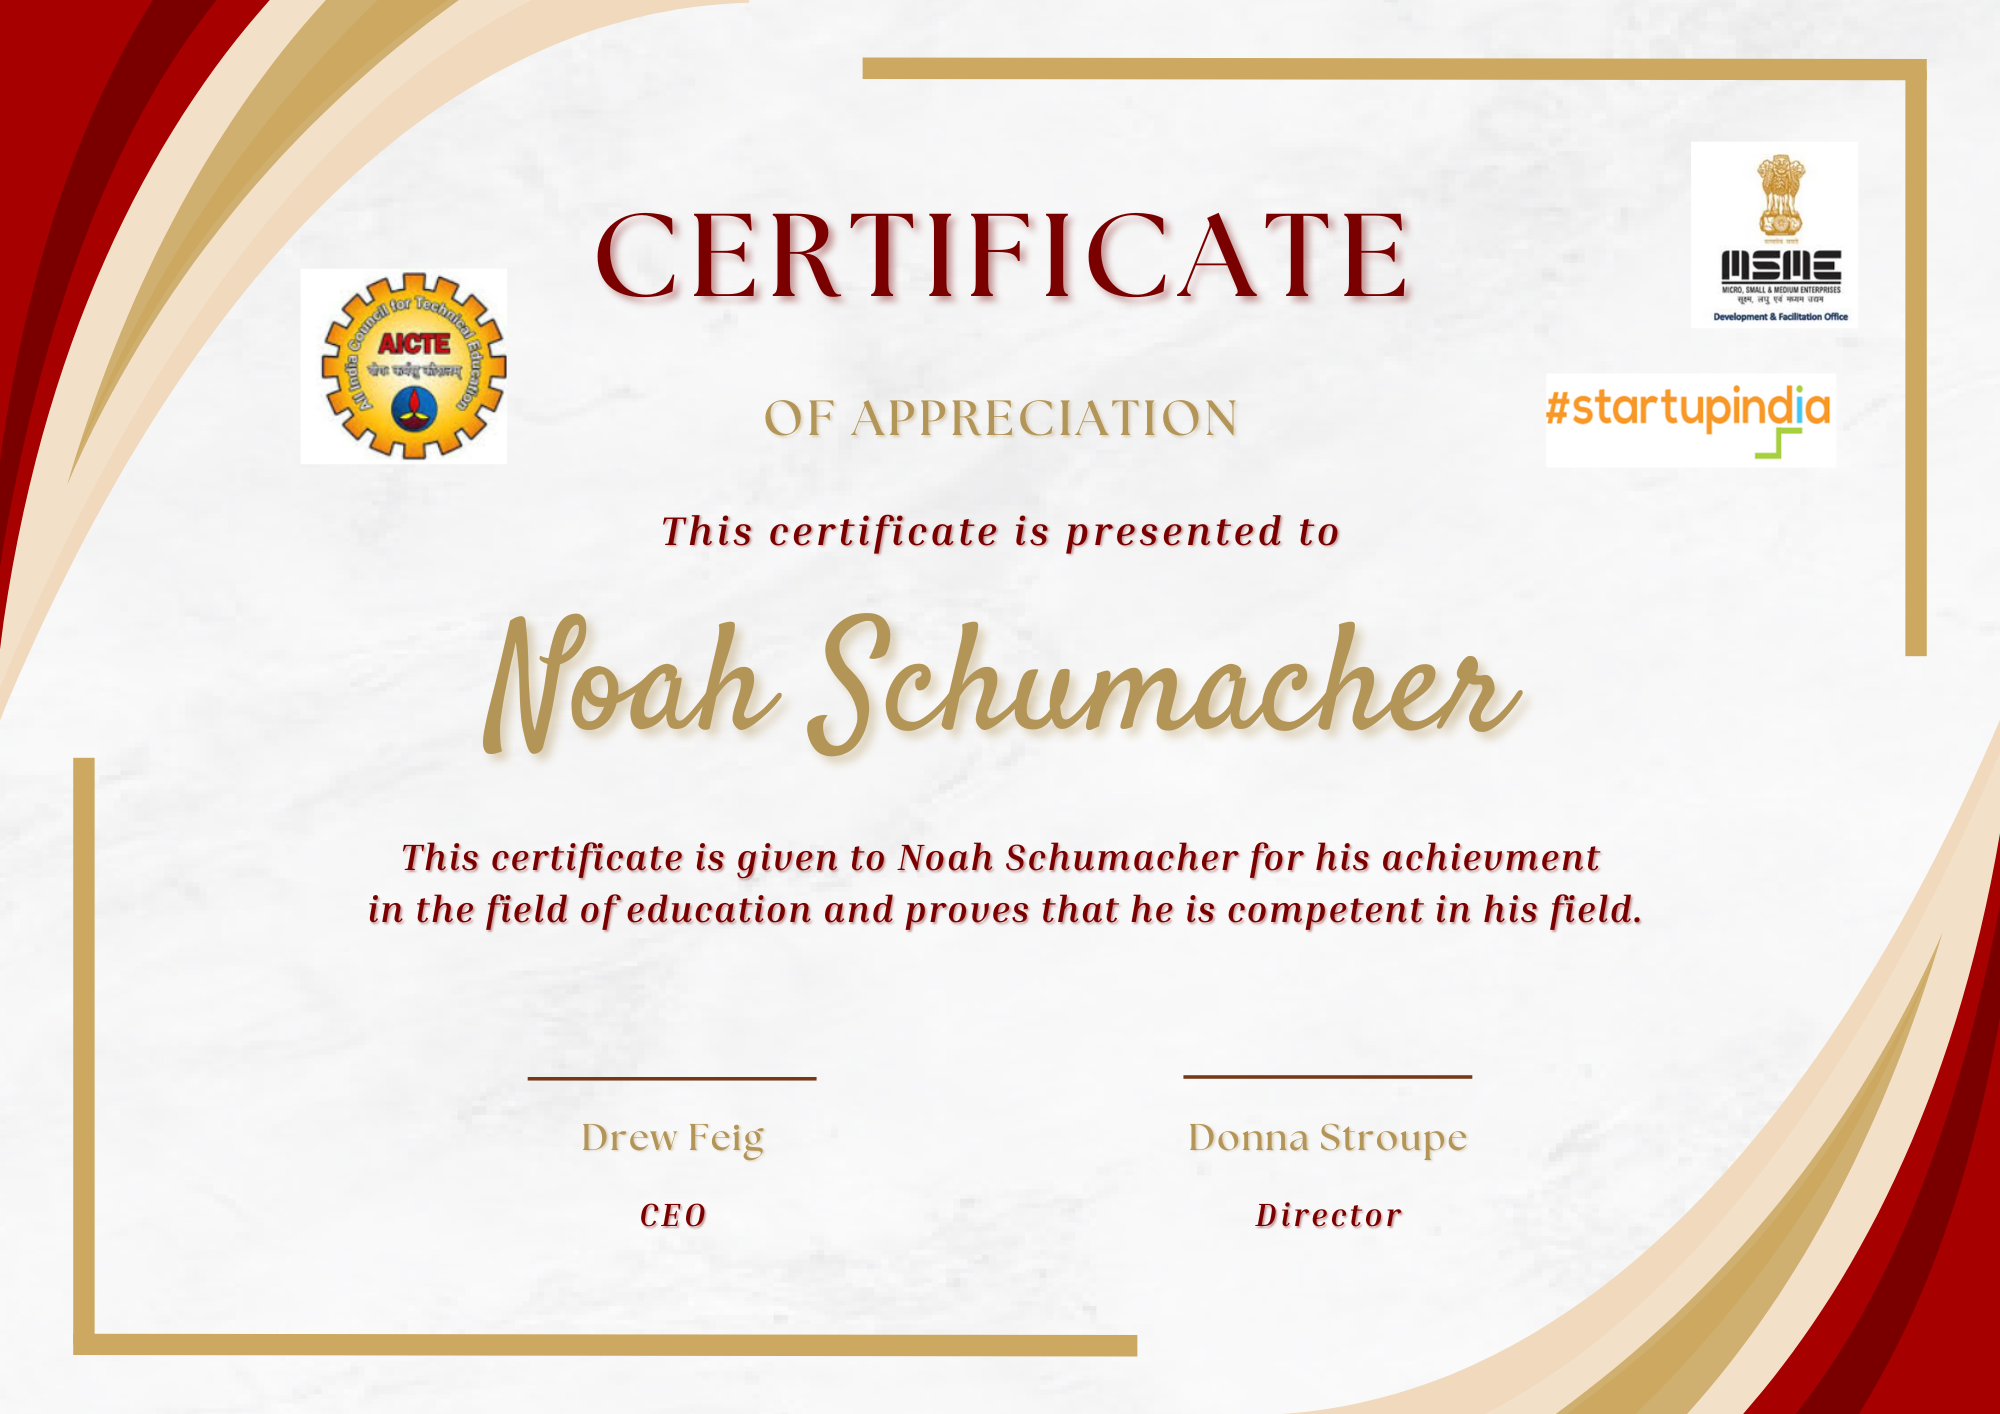 CERTIFICATE
All India Council for Technical Education
AICTE
योगः कर्मसु कौशलम्
MSME
MICRO, SMALL & MEDIUM ENTERPRISES
सूक्ष्म, लघु एवं मध्यम उद्यम
Development & Facilitation Office
OF APPRECIATION
#startupindia
This certificate is presented to
Noah Schumacher
This certificate is given to Noah Schumacher for his achievment
in the field of education and proves that he is competent in his field.
Drew Feig
Donna Stroupe
CEO
Director